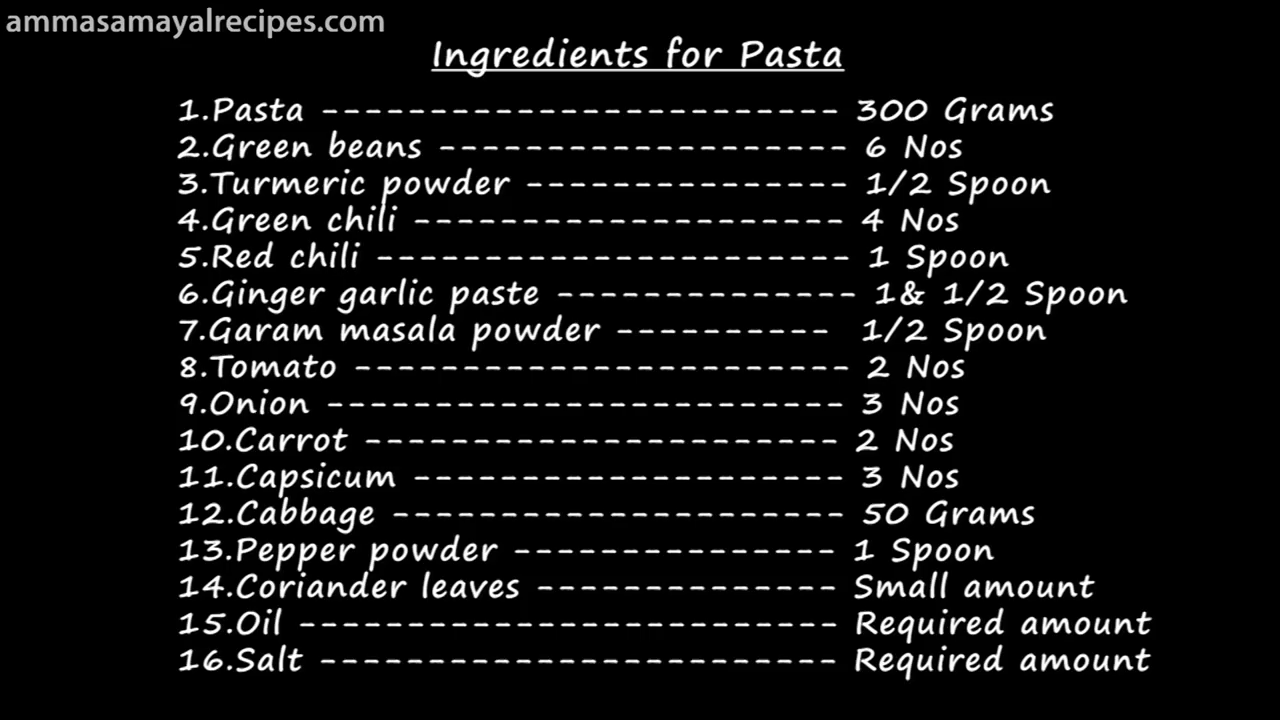 ammasamayalrecipes.com
Ingredients for Pasta
1.Pasta ------------------------- 300 Grams
2.Green beans ------------------- 6 Nos
3.Turmeric powder --------------- 1/2 Spoon
4.Green chili -------------------- 4 Nos
5.Red chili ---------------------- 1 Spoon
6.Ginger garlic paste -------------- 1& 1/2 Spoon
7.Garam masala powder ---------- 1/2 Spoon
8.Tomato ----------------------- 2 Nos
9.Onion ------------------------ 3 Nos
10.Carrot ---------------------- 2 Nos
11.Capsicum -------------------- 3 Nos
12.Cabbage --------------------- 50 Grams
13.Pepper powder --------------- 1 Spoon
14.Coriander leaves -------------- Small amount
15.Oil ------------------------- Required amount
16.Salt ------------------------ Required amount